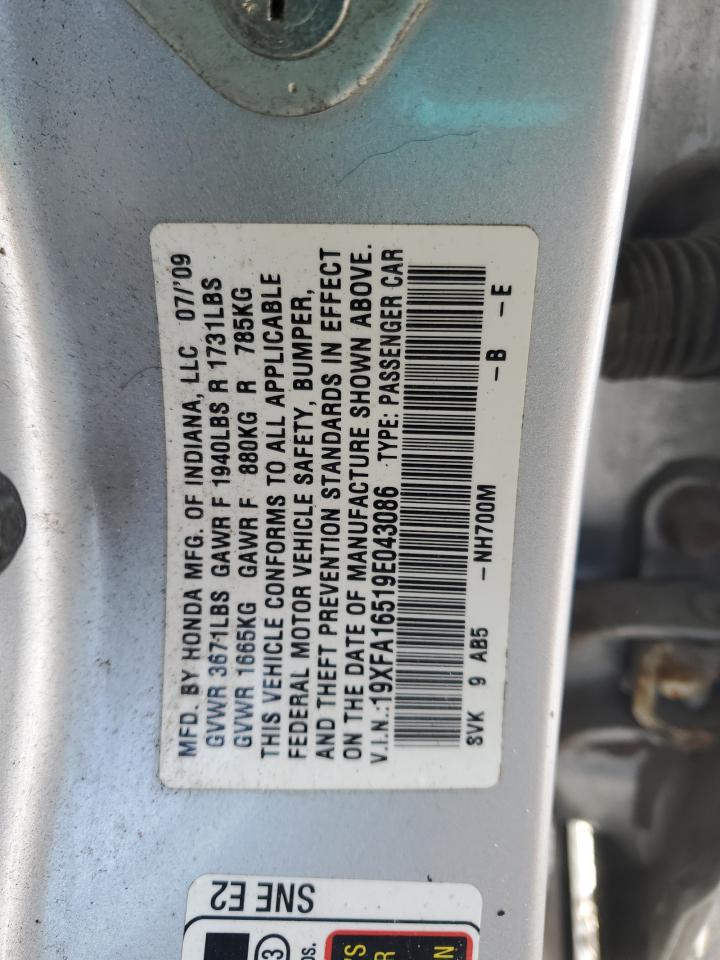 MFD. BY HONDA MFG. OF INDIANA, LLC 07/'09
GVWR 3671LBS GAWR F 1940LBS R 1731LBS
GVWR 1665KG GAWR F 880KG R 785KG
THIS VEHICLE CONFORMS TO ALL APPLICABLE
FEDERAL MOTOR VEHICLE SAFETY, BUMPER,
AND THEFT PREVENTION STANDARDS IN EFFECT
ON THE DATE OF MANUFACTURE SHOWN ABOVE.
V.I.N.:19XFA16519E043086 TYPE: PASSENGER CAR
SVK 9 AB5 -NH700M -B -E
SNE E2
3